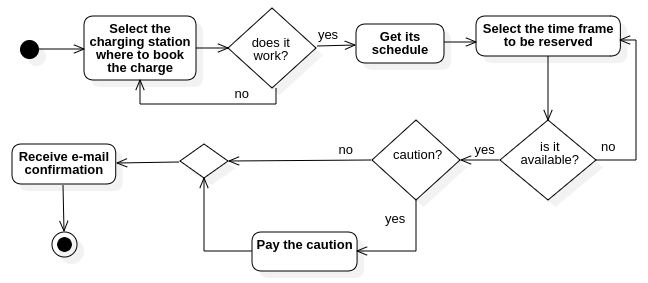 Select the
charging station
where to book
the charge
does it
work?
yes
no
Get its
schedule
Select the time frame
to be reserved
is it
available?
no
yes
caution?
no
yes
Pay the caution
Receive e-mail
confirmation